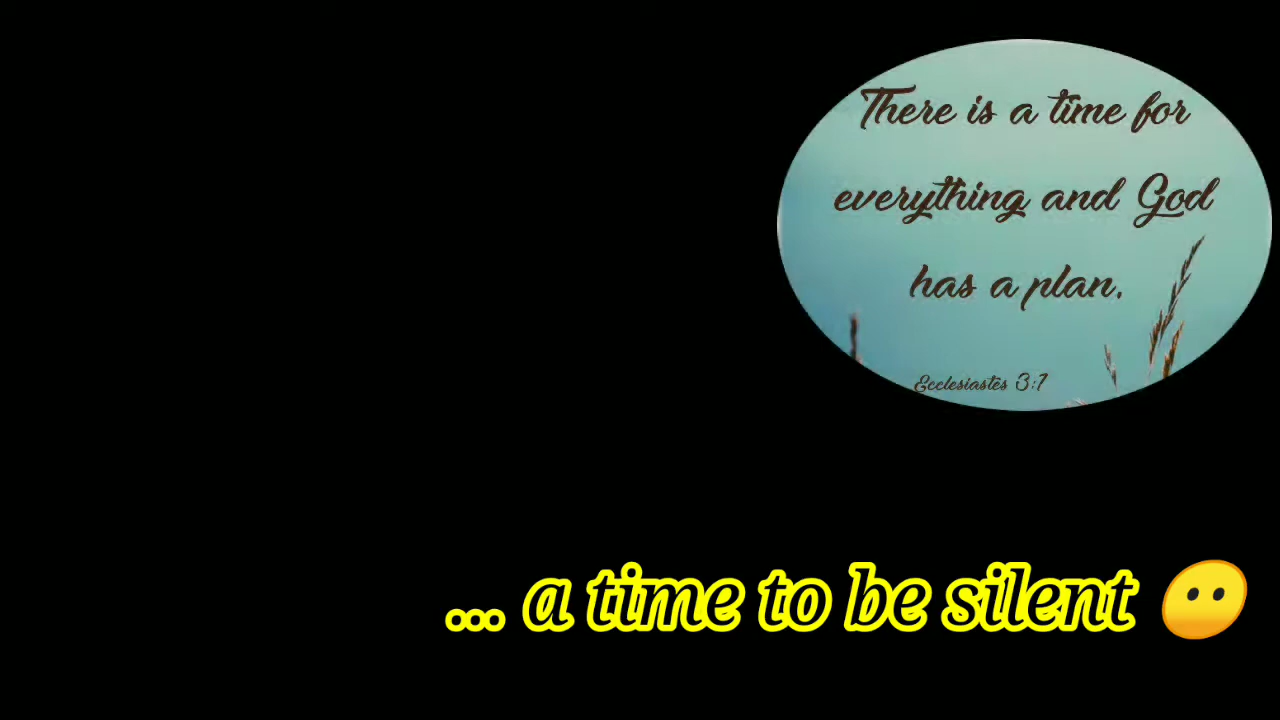 There is a time for
everything and God
has a plan.
Ecclesiastes 3:7
... a time to be silent 😶